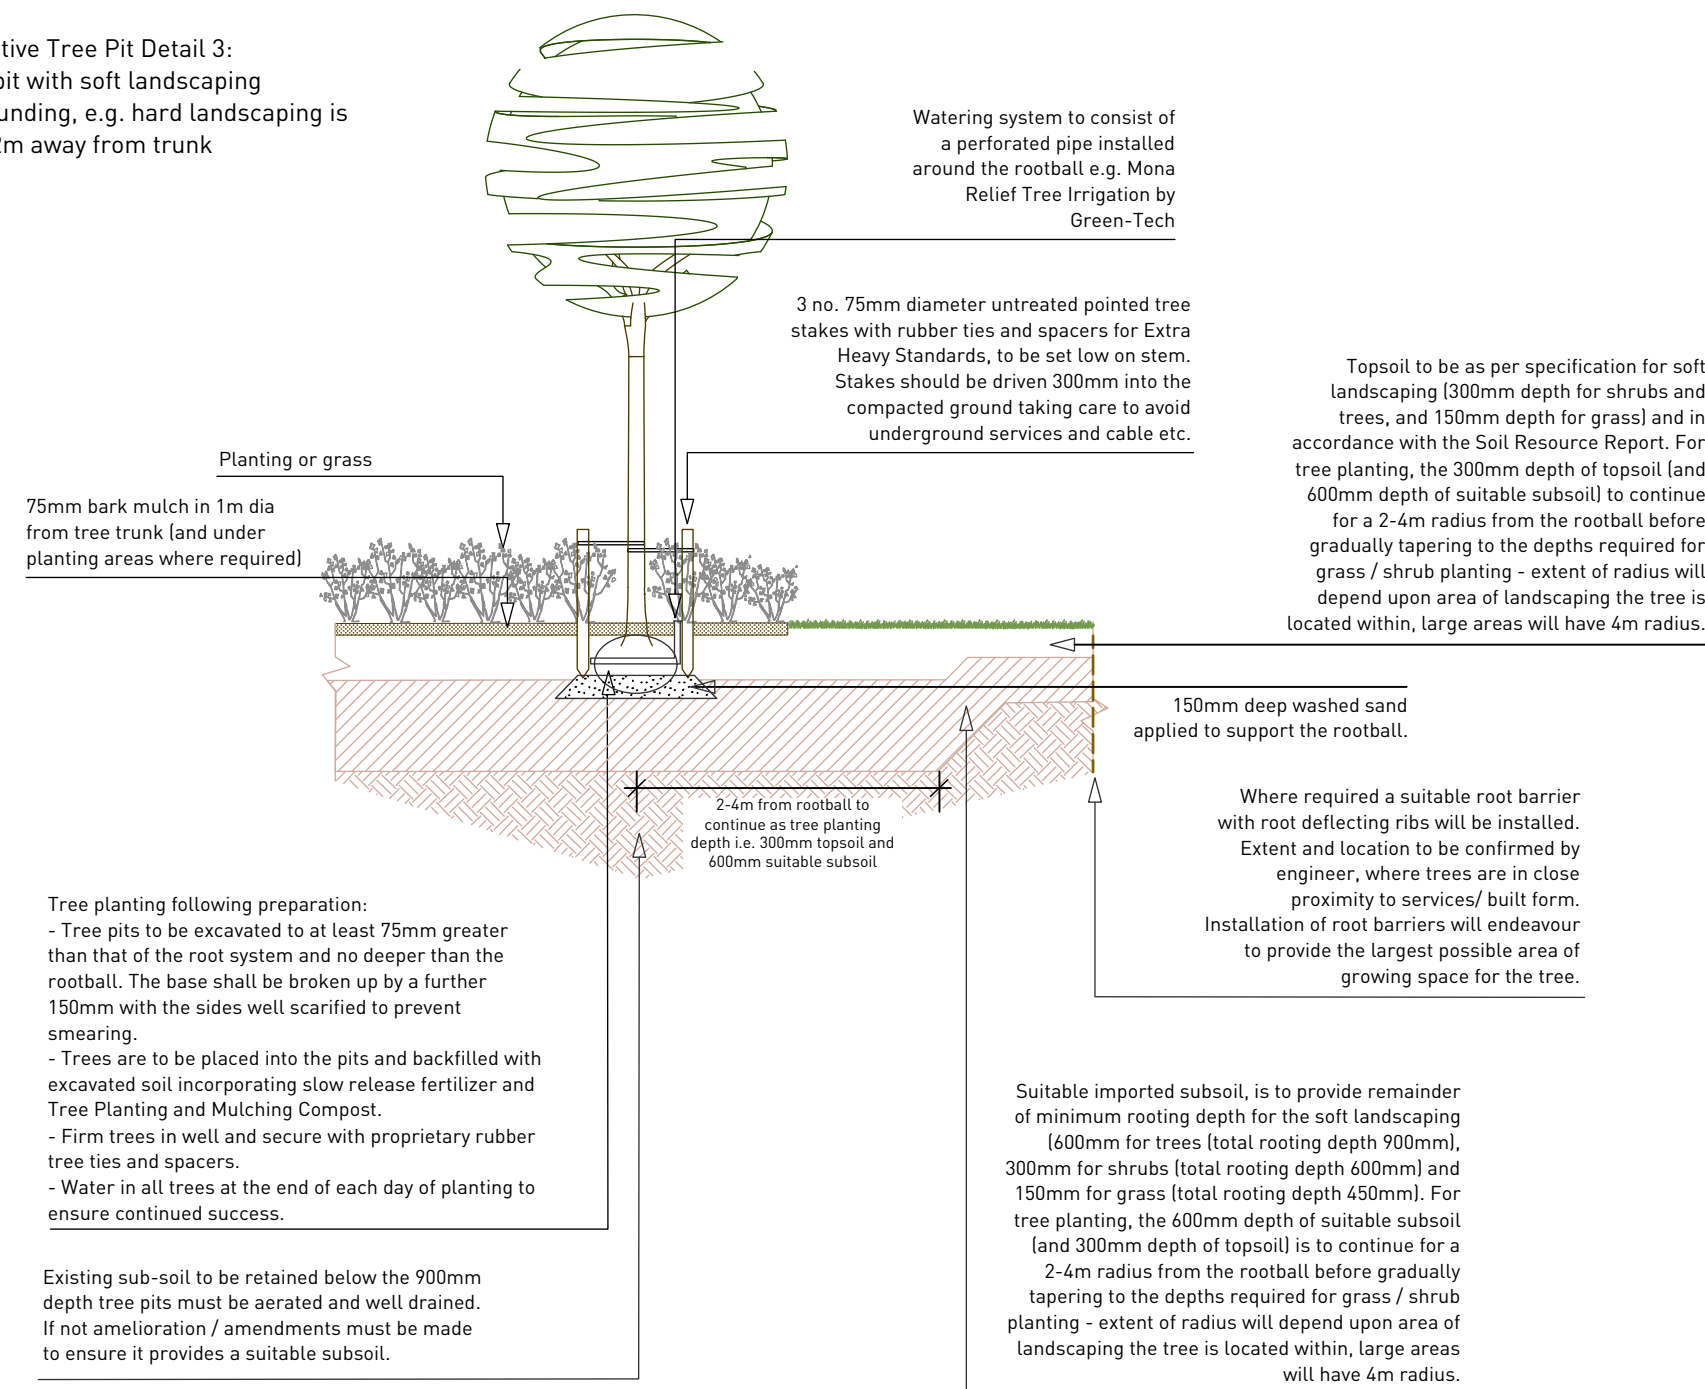 tive Tree Pit Detail 3:
pit with soft landscaping
unding, e.g. hard landscaping is
2m away from trunk
Watering system to consist of
a perforated pipe installed
around the rootball e.g. Mona
Relief Tree Irrigation by
Green-Tech
3 no. 75mm diameter untreated pointed tree
stakes with rubber ties and spacers for Extra
Heavy Standards, to be set low on stem.
Stakes should be driven 300mm into the
compacted ground taking care to avoid
underground services and cable etc.
Topsoil to be as per specification for soft
landscaping (300mm depth for shrubs and
trees, and 150mm depth for grass) and in
accordance with the Soil Resource Report. For
tree planting, the 300mm depth of topsoil (and
600mm depth of suitable subsoil) to continue
for a 2-4m radius from the rootball before
gradually tapering to the depths required for
grass / shrub planting - extent of radius will
depend upon area of landscaping the tree is
located within, large areas will have 4m radius.
Planting or grass
75mm bark mulch in 1m dia
from tree trunk (and under
planting areas where required)
150mm deep washed sand
applied to support the rootball.
2-4m from rootball to
continue as tree planting
depth i.e. 300mm topsoil and
600mm suitable subsoil
Where required a suitable root barrier
with root deflecting ribs will be installed.
Extent and location to be confirmed by
engineer, where trees are in close
proximity to services/ built form.
Installation of root barriers will endeavour
to provide the largest possible area of
growing space for the tree.
Tree planting following preparation:
- Tree pits to be excavated to at least 75mm greater
than that of the root system and no deeper than the
rootball. The base shall be broken up by a further
150mm with the sides well scarified to prevent
smearing.
- Trees are to be placed into the pits and backfilled with
excavated soil incorporating slow release fertilizer and
Tree Planting and Mulching Compost.
- Firm trees in well and secure with proprietary rubber
tree ties and spacers.
- Water in all trees at the end of each day of planting to
ensure continued success.
Suitable imported subsoil, is to provide remainder
of minimum rooting depth for the soft landscaping
(600mm for trees (total rooting depth 900mm),
300mm for shrubs (total rooting depth 600mm) and
150mm for grass (total rooting depth 450mm). For
tree planting, the 600mm depth of suitable subsoil
(and 300mm depth of topsoil) is to continue for a
2-4m radius from the rootball before gradually
tapering to the depths required for grass / shrub
planting - extent of radius will depend upon area of
landscaping the tree is located within, large areas
will have 4m radius.
Existing sub-soil to be retained below the 900mm
depth tree pits must be aerated and well drained.
If not amelioration / amendments must be made
to ensure it provides a suitable subsoil.